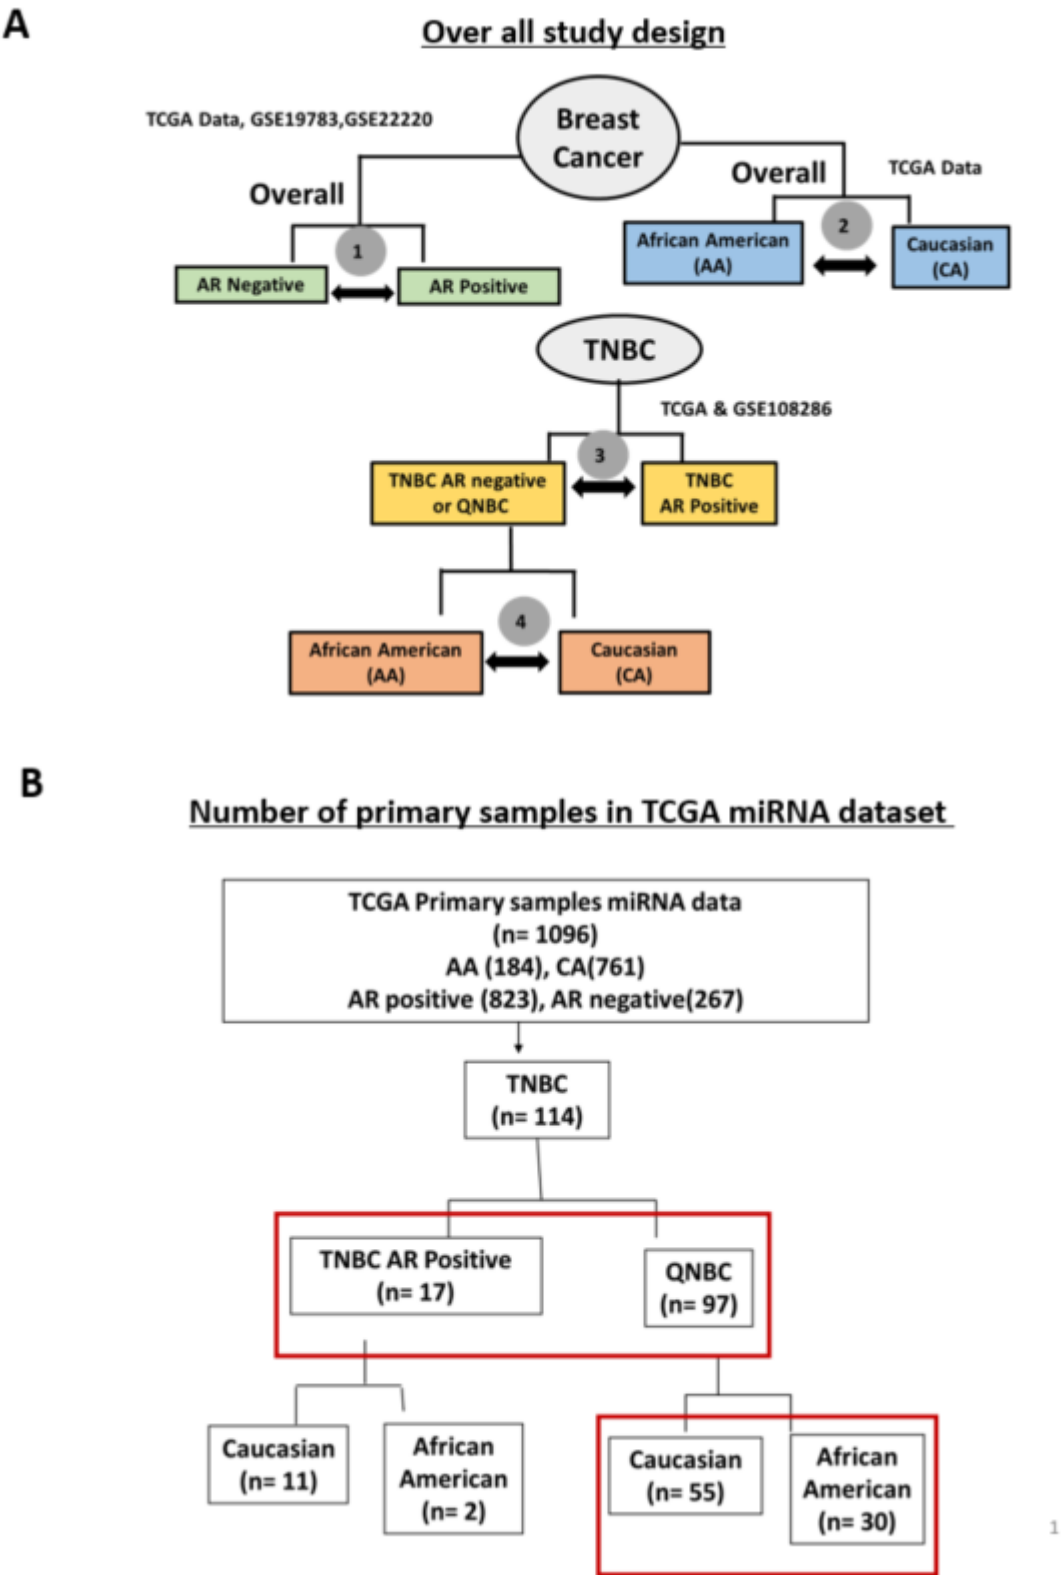 A
Over all study design
Breast
Cancer
TCGA Data, GSE19783,GSE22220
Overall
1
AR Negative
AR Positive
Overall
TCGA Data
2
African American
(AA)
Caucasian
(CA)
TNBC
TCGA & GSE108286
3
TNBC AR negative
or QNBC
TNBC
AR Positive
4
African American
(AA)
Caucasian
(CA)
B
Number of primary samples in TCGA miRNA dataset
TCGA Primary samples miRNA data
(n= 1096)
AA (184), CA(761)
AR positive (823), AR negative(267)
TNBC
(n= 114)
TNBC AR Positive
(n= 17)
QNBC
(n= 97)
Caucasian
(n= 11)
African
American
(n= 2)
Caucasian
(n= 55)
African
American
(n= 30)
1